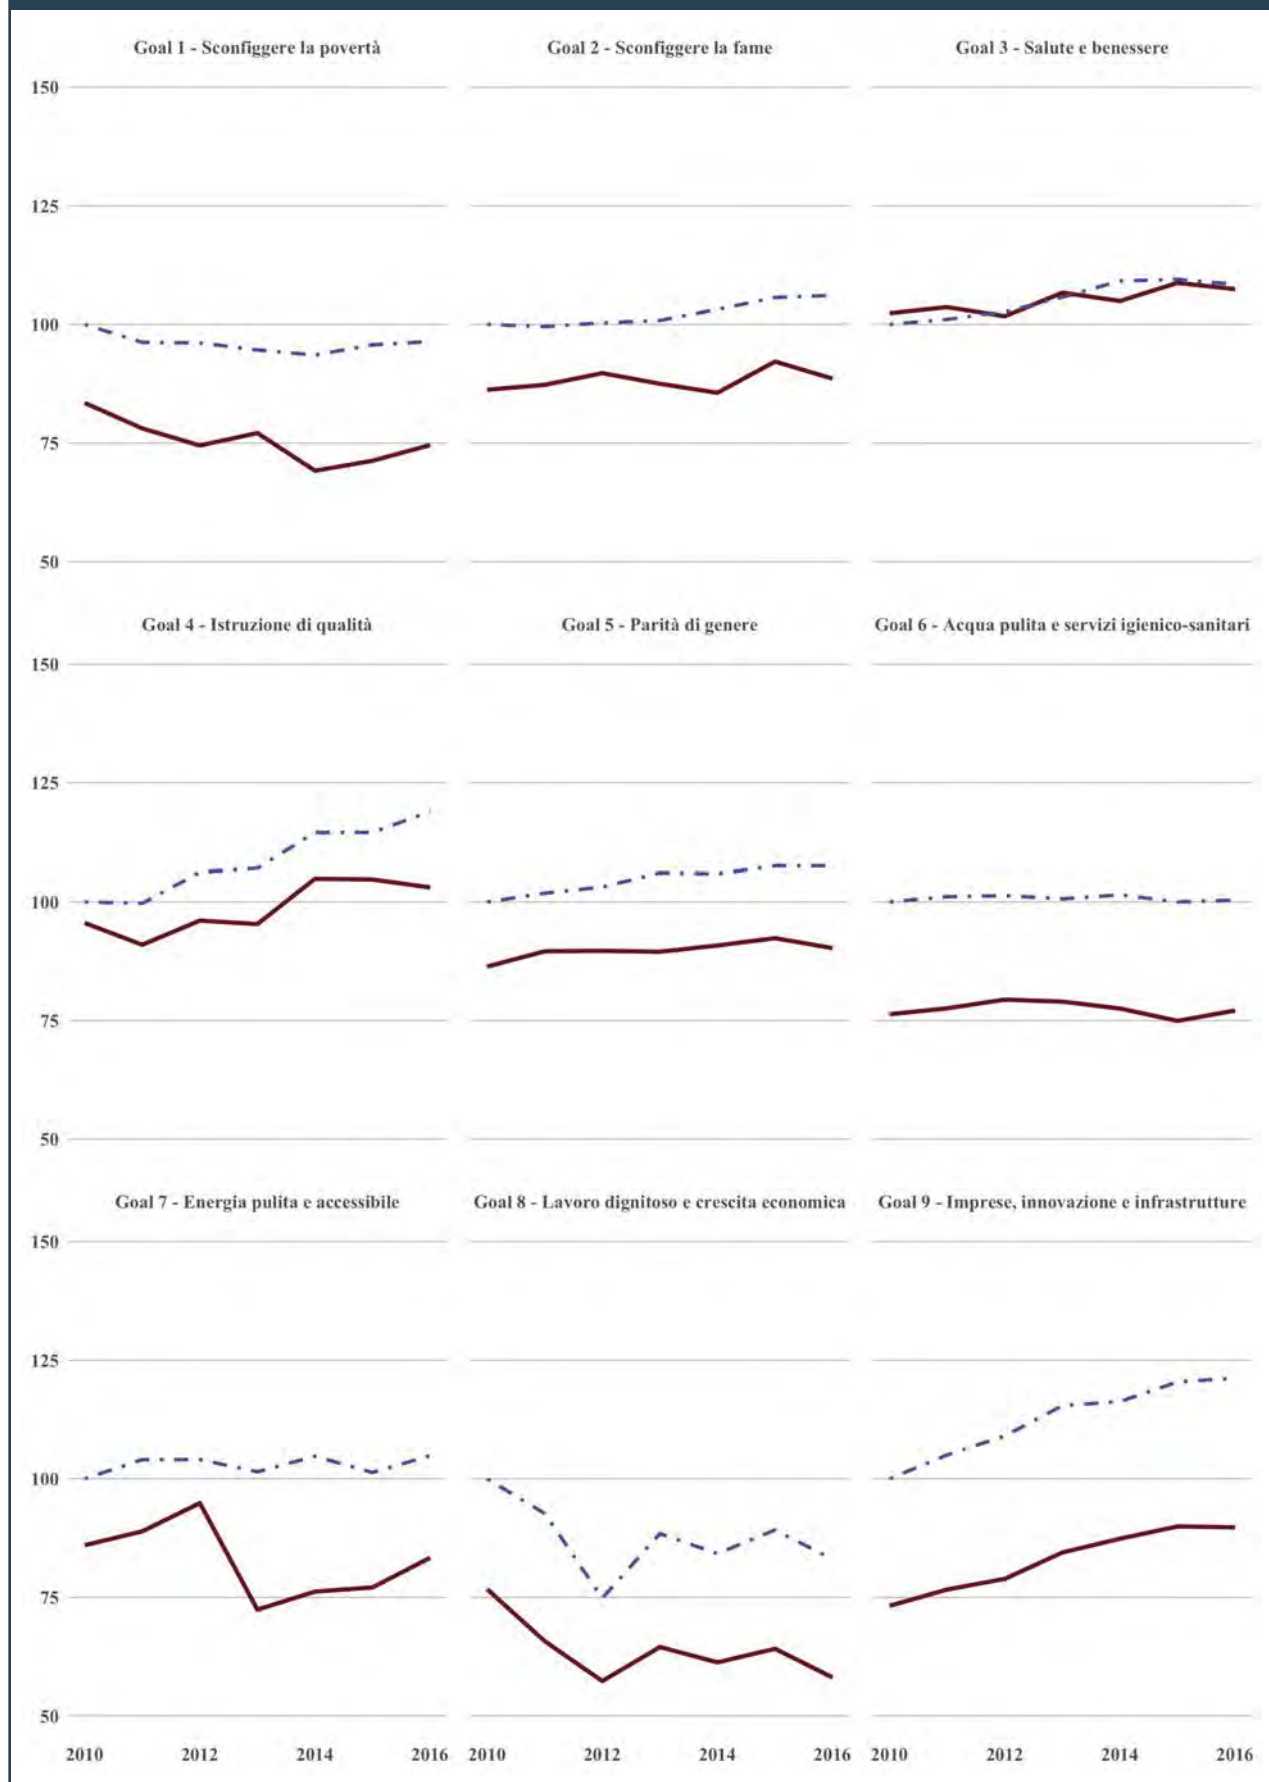 Goal 1 - Sconfiggere la povertà
Goal 2 - Sconfiggere la fame
Goal 3 - Salute e benessere
150
125
100
75
50
Goal 4 - Istruzione di qualità
Goal 5 - Parità di genere
Goal 6 - Acqua pulita e servizi igienico-sanitari
150
125
100
75
50
Goal 7 - Energia pulita e accessibile
Goal 8 - Lavoro dignitoso e crescita economica
Goal 9 - Imprese, innovazione e infrastrutture
150
125
100
75
50
2010 2012 2014 2016 2010 2012 2014 2016 2010 2012 2014 2016